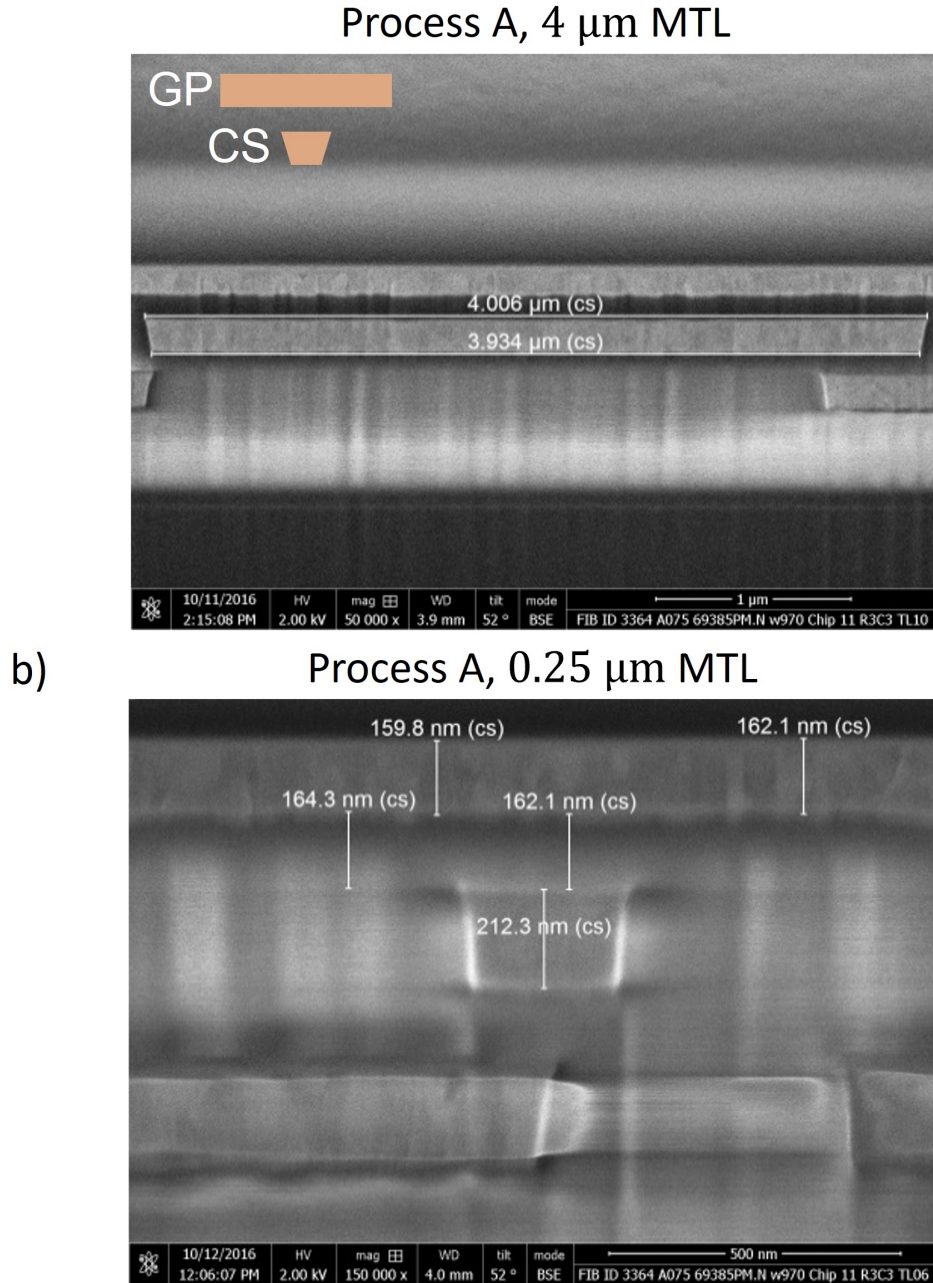 Process A, 4 μm MTL
GP
CS
4.006 μm (cs)
3.934 μm (cs)
10/11/2016 HV mag WD tilt mode 1 μm
2:15:08 PM 2.00 kV 50 000 x 3.9 mm 52 ° BSE FIB ID 3364 A075 69385PM.N w970 Chip 11 R3C3 TL10
b) Process A, 0.25 μm MTL
159.8 nm (cs) 162.1 nm (cs)
164.3 nm (cs) 162.1 nm (cs)
212.3 nm (cs)
10/12/2016 HV mag WD tilt mode 500 nm
12:06:07 PM 2.00 kV 150 000 x 4.0 mm 52 ° BSE FIB ID 3364 A075 69385PM.N w970 Chip 11 R3C3 TL06